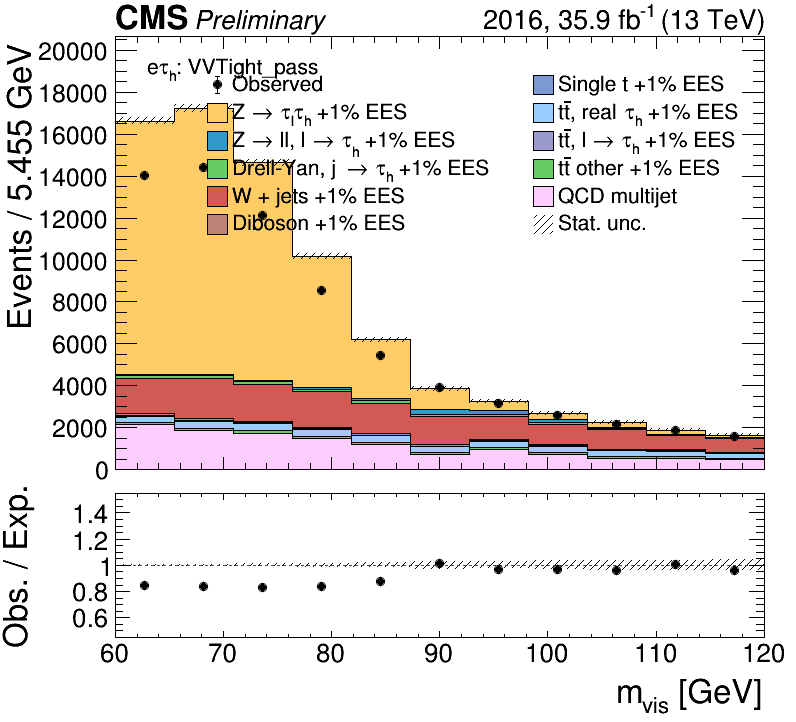 CMS Preliminary 2016, 35.9 fb⁻¹ (13 TeV)
eτₕ: VVTight_pass
Observed
Z → τₗτₕ +1% EES
Z → ll, l → τₕ +1% EES
Drell-Yan, j → τₕ +1% EES
W + jets +1% EES
Diboson +1% EES
Single t +1% EES
tt̄, real τₕ +1% EES
tt̄, l → τₕ +1% EES
tt̄ other +1% EES
QCD multijet
Stat. unc.
Events / 5.455 GeV
20000
18000
16000
14000
12000
10000
8000
6000
4000
2000
0
Obs. / Exp.
1.4
1.2
1
0.8
0.6
60 70 80 90 100 110 120
m_vis [GeV]